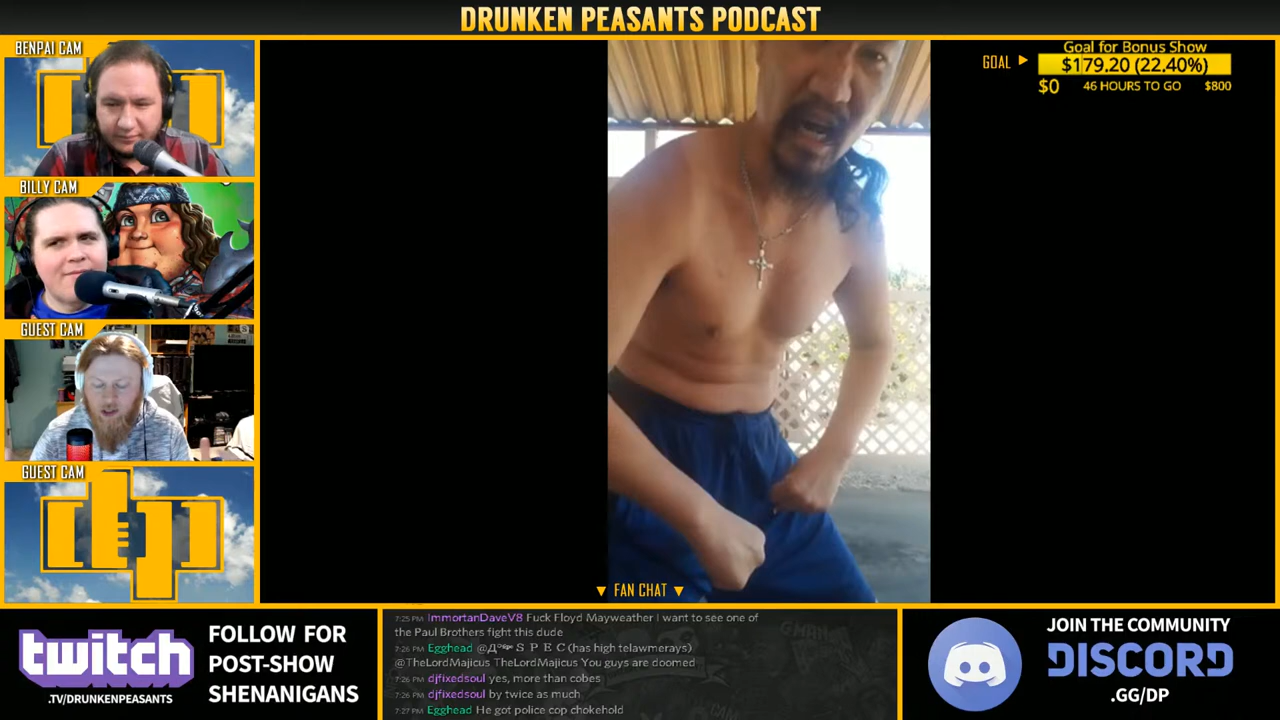 DRUNKEN PEASANTS PODCAST
BENPAI CAM
BILLY CAM
GUEST CAM
GUEST CAM
GOAL
Goal for Bonus Show
$179.20 (22.40%)
$0 46 HOURS TO GO $800
FAN CHAT
twitch
.TV/DRUNKENPEASANTS
FOLLOW FOR
POST-SHOW
SHENANIGANS
7:25 PM ImmortanDaveV8 Fuck Floyd Mayweather I want to see one of
the Paul Brothers fight this dude
7:26 PM Egghead S P E C (has high telawmerays)
@TheLordMajicus TheLordMajicus You guys are doomed
7:26 PM djfixedsoul yes, more than cobes
7:26 PM djfixedsoul by twice as much
7:27 PM Egghead He got police cop chokehold
JOIN THE COMMUNITY
DISCORD
.GG/DP